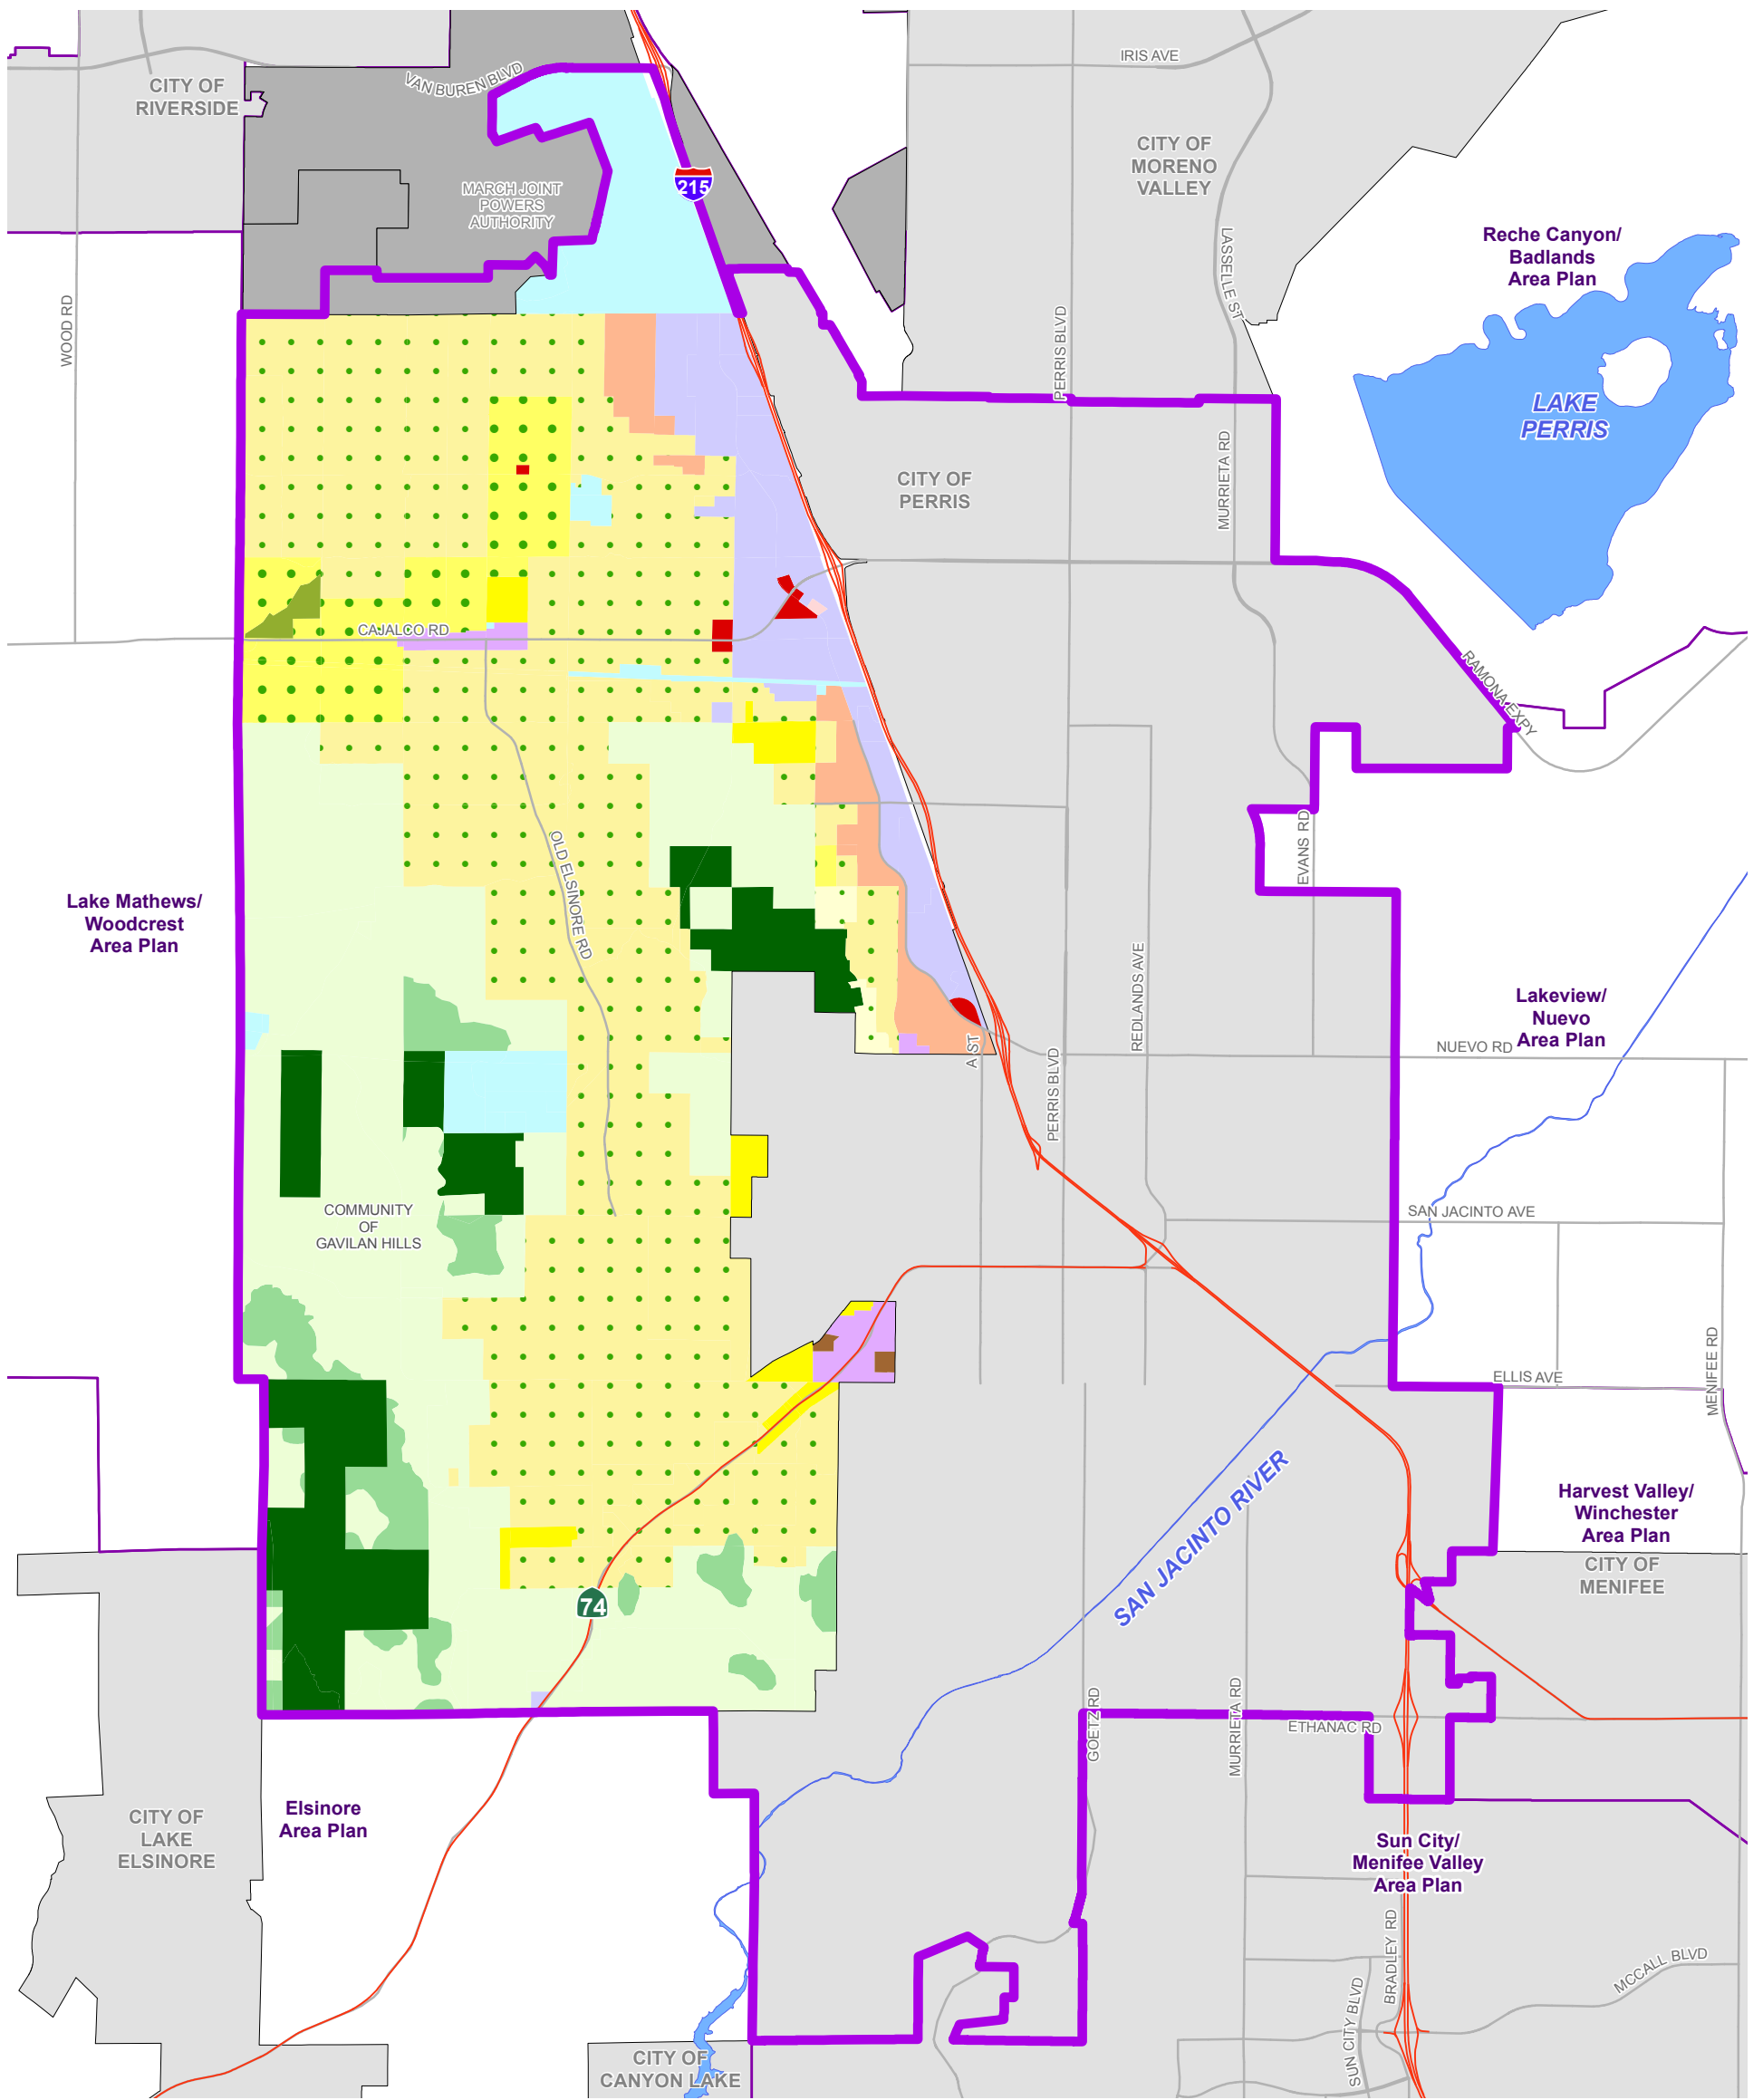 IRIS AVE
CITY OF
RIVERSIDE
VAN BUREN BLVD
CITY OF
MORENO
VALLEY
MARCH JOINT
POWERS
AUTHORITY
215
Reche Canyon/
Badlands
Area Plan
LASSELLE ST
WOOD RD
PERRIS BLVD
LAKE
PERRIS
MURRIETA RD
CITY OF
PERRIS
CAJALCO RD
RAMONA EXPY
OLD ELSINORE RD
EVANS RD
Lake Mathews/
Woodcrest
Area Plan
REDLANDS AVE
Lakeview/
Nuevo
Area Plan
NUEVO RD
A ST
PERRIS BLVD
COMMUNITY
OF
GAVILAN HILLS
SAN JACINTO AVE
MENIFEE RD
ELLIS AVE
SAN JACINTO RIVER
Harvest Valley/
Winchester
Area Plan
CITY OF
MENIFEE
74
GOETZ RD
MURRIETA RD
ETHANAC RD
CITY OF
LAKE
ELSINORE
Elsinore
Area Plan
Sun City/
Menifee Valley
Area Plan
BRADLEY RD
MCCALL BLVD
SUN CITY BLVD
CITY OF
CANYON LAKE